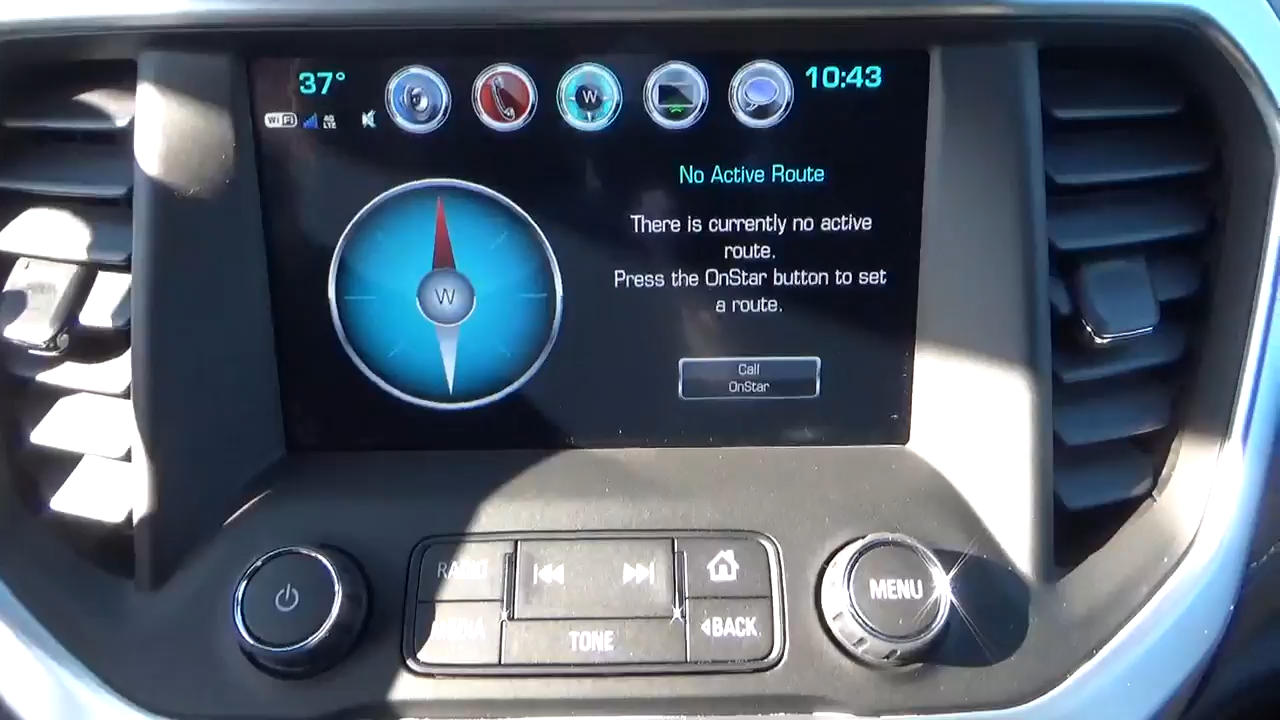 37°
W
10:43
WiFi
4G
LTE
No Active Route
There is currently no active
route.
Press the OnStar button to set
a route.
W
Call
OnStar
RADIO
MEDIA
TONE
BACK
MENU